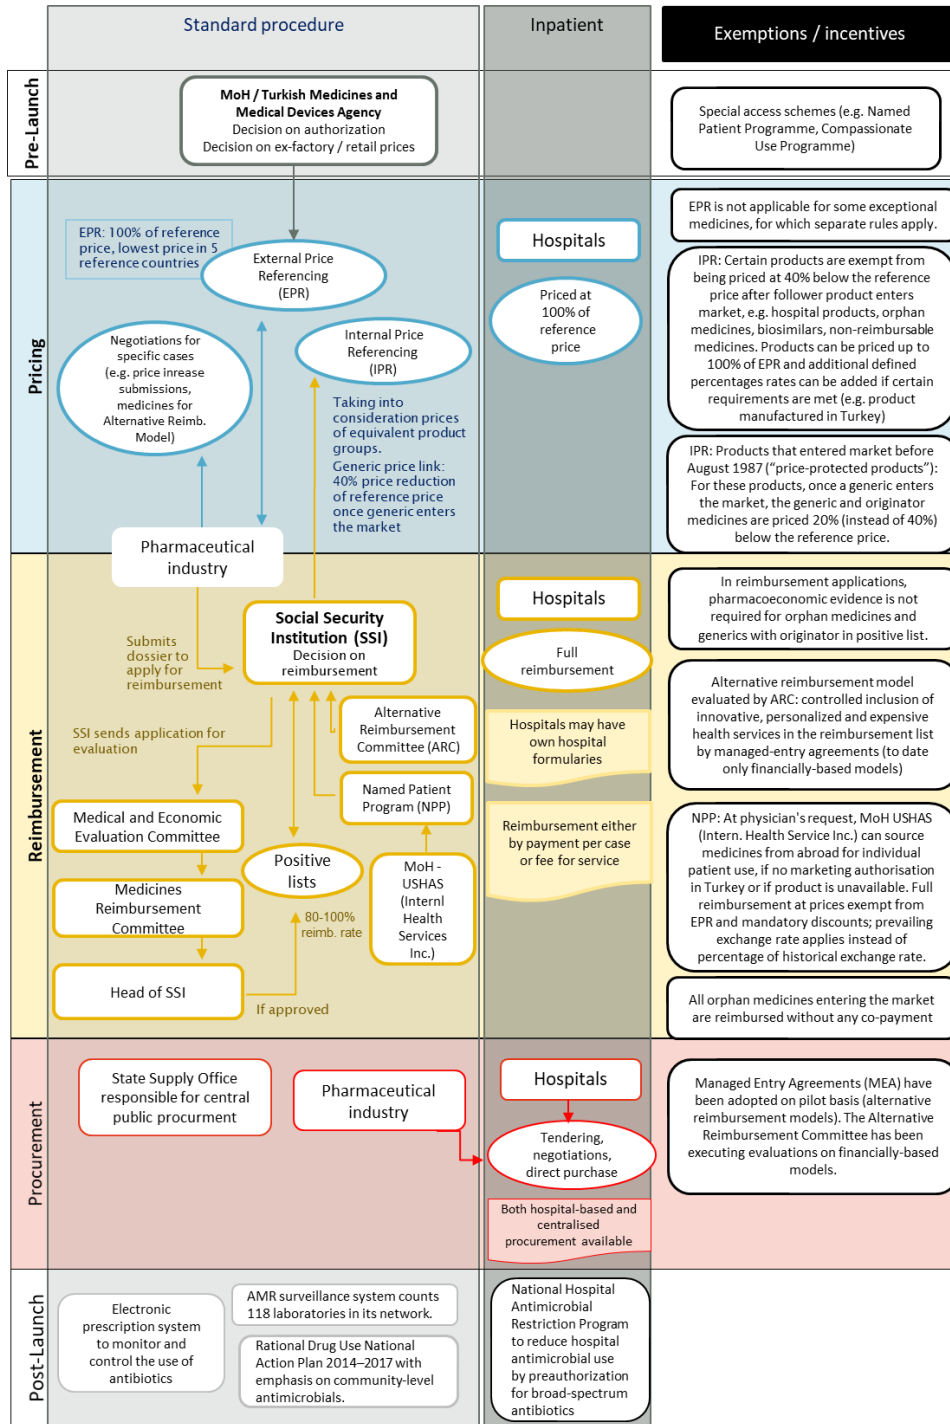 Standard procedure
Inpatient
Exemptions / incentives
Pre-Launch
MoH / Turkish Medicines and
Medical Devices Agency
Decision on authorization
Decision on ex-factory / retail prices
Special access schemes (e.g. Named
Patient Programme, Compassionate
Use Programme)
Pricing
EPR: 100% of reference
price, lowest price in 5
reference countries
External Price
Referencing
(EPR)
Negotiations for
specific cases
(e.g. price inrease
submissions,
medicines for
Alternative Reimb.
Model)
Internal Price
Referencing
(IPR)
Taking into
consideration prices
of equivalent product
groups.
Generic price link:
40% price reduction
of reference price
once generic enters
the market
Pharmaceutical
industry
Hospitals
Priced at
100% of
reference
price
EPR is not applicable for some exceptional
medicines, for which separate rules apply.
IPR: Certain products are exempt from
being priced at 40% below the reference
price after follower product enters
market, e.g. hospital products, orphan
medicines, biosimilars, non-reimbursable
medicines. Products can be priced up to
100% of EPR and additional defined
percentages rates can be added if certain
requirements are met (e.g. product
manufactured in Turkey)
IPR: Products that entered market before
August 1987 (“price-protected products”):
For these products, once a generic enters
the market, the generic and originator
medicines are priced 20% (instead of 40%)
below the reference price.
Reimbursement
Submits
dossier to
apply for
reimbursement
Social Security
Institution (SSI)
Decision on
reimbursement
SSI sends application for
evaluation
Alternative
Reimbursement
Committee (ARC)
Named Patient
Program (NPP)
Medical and Economic
Evaluation Committee
Medicines
Reimbursement
Committee
Head of SSI
If approved
Positive
lists
80-100%
reimb. rate
MoH -
USHAS
(Internl
Health
Services
Inc.)
Hospitals
Full
reimbursement
Hospitals may have
own hospital
formularies
Reimbursement either
by payment per case
or fee for service
In reimbursement applications,
pharmacoeconomic evidence is not
required for orphan medicines and
generics with originator in positive list.
Alternative reimbursement model
evaluated by ARC: controlled inclusion of
innovative, personalized and expensive
health services in the reimbursement list
by managed-entry agreements (to date
only financially-based models)
NPP: At physician's request, MoH USHAS
(Intern. Health Service Inc.) can source
medicines from abroad for individual
patient use, if no marketing authorisation
in Turkey or if product is unavailable. Full
reimbursement at prices exempt from
EPR and mandatory discounts; prevailing
exchange rate applies instead of
percentage of historical exchange rate.
All orphan medicines entering the market
are reimbursed without any co-payment
Procurement
State Supply Office
responsible for central
public procurment
Pharmaceutical
industry
Hospitals
Tendering,
negotiations,
direct purchase
Both hospital-based and
centralised
procurement available
Managed Entry Agreements (MEA) have
been adopted on pilot basis (alternative
reimbursement models). The Alternative
Reimbursement Committee has been
executing evaluations on financially-based
models.
Post-Launch
Electronic
prescription system
to monitor and
control the use of
antibiotics
AMR surveillance system counts
118 laboratories in its network.
Rational Drug Use National
Action Plan 2014–2017 with
emphasis on community-level
antimicrobials.
National Hospital
Antimicrobial
Restriction Program
to reduce hospital
antimicrobial use
by preauthorization
for broad-spectrum
antibiotics